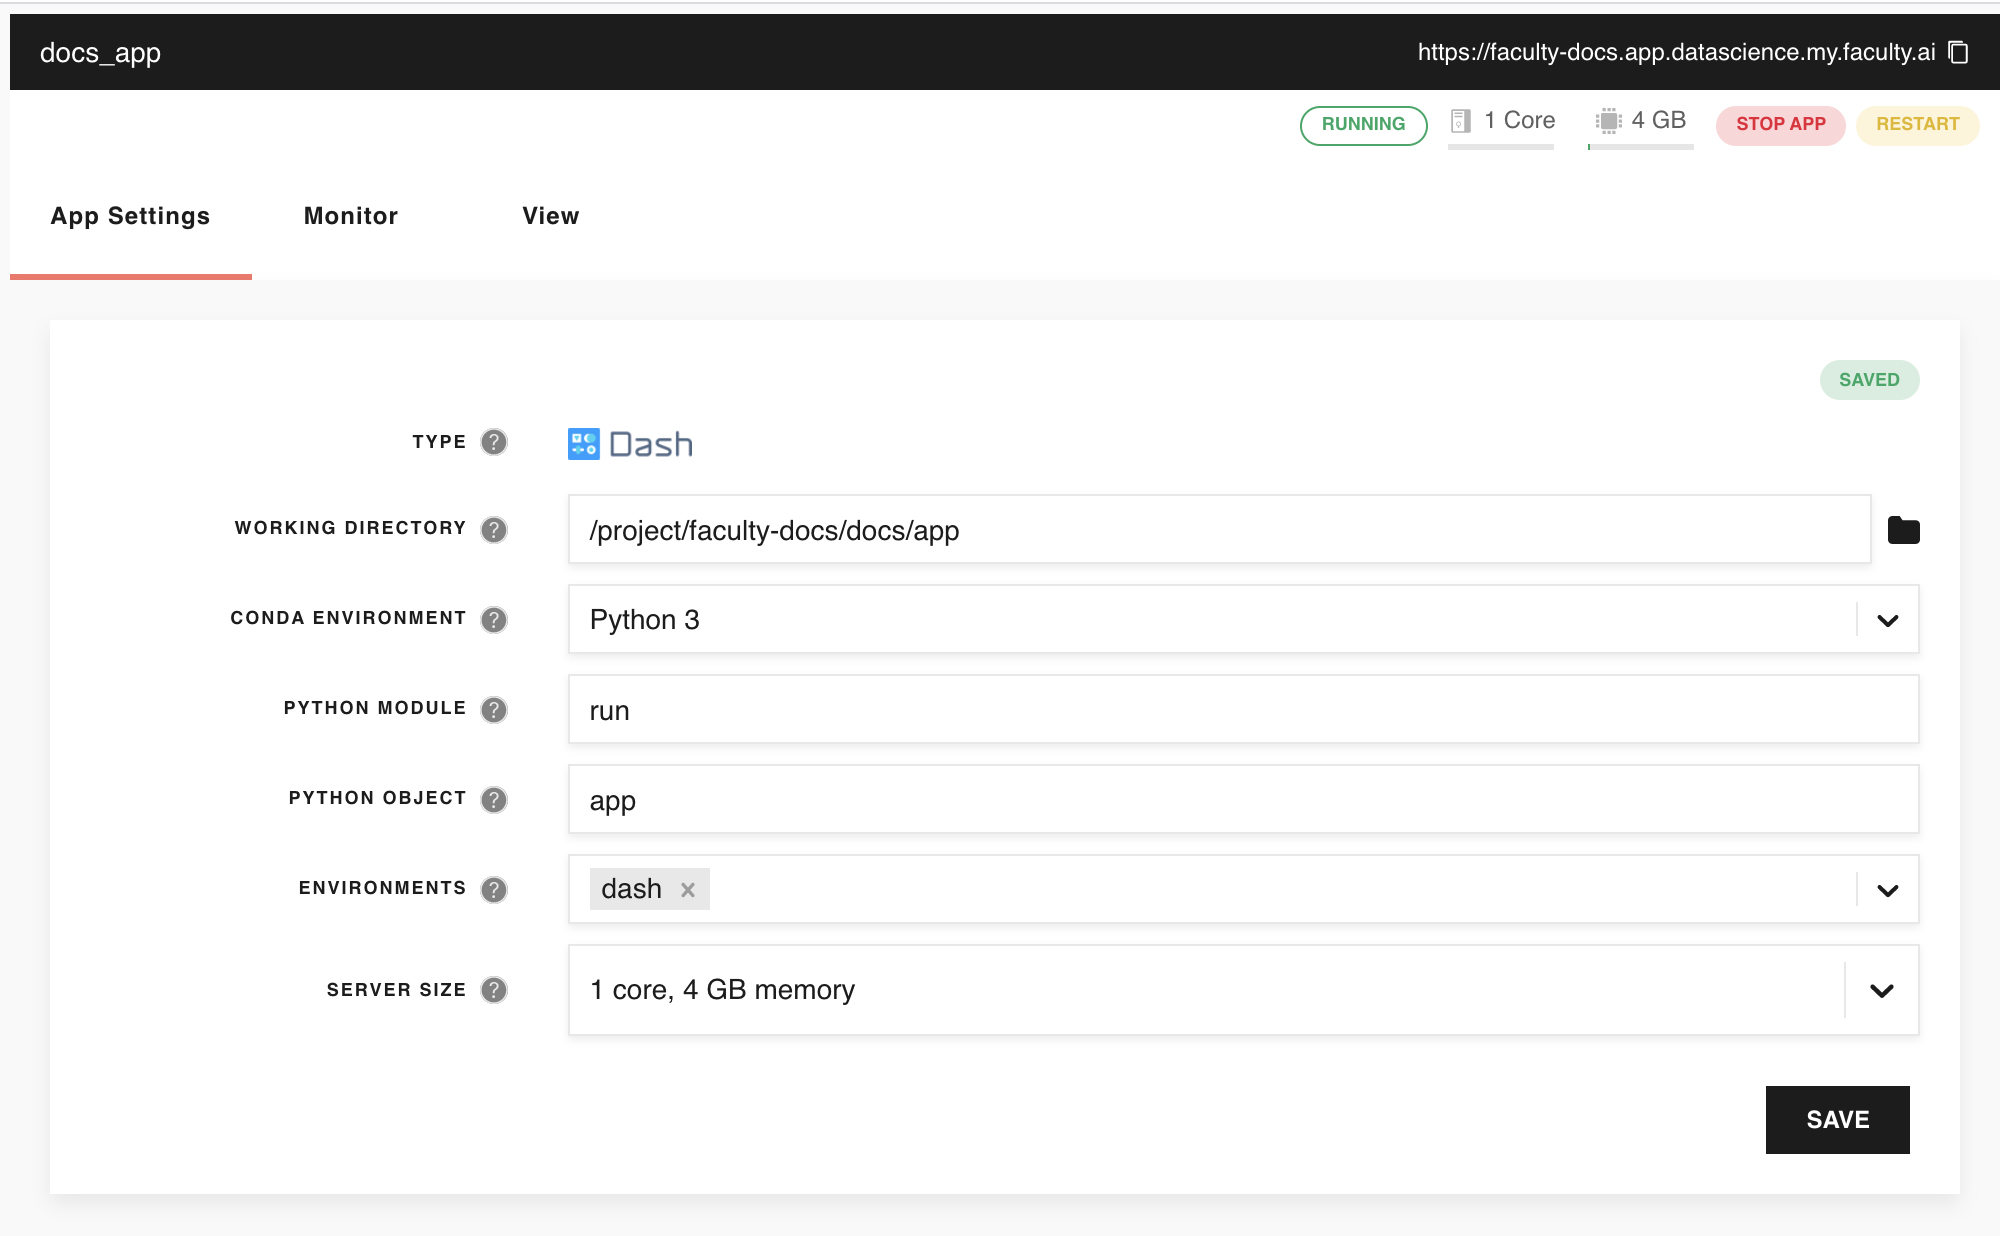 docs_app https://faculty-docs.app.datascience.my.faculty.ai
RUNNING 1 Core 4 GB STOP APP RESTART
App Settings Monitor View
SAVED
TYPE ? Dash
WORKING DIRECTORY ? /project/faculty-docs/docs/app
CONDA ENVIRONMENT ? Python 3
PYTHON MODULE ? run
PYTHON OBJECT ? app
ENVIRONMENTS ? dash ×
SERVER SIZE ? 1 core, 4 GB memory
SAVE